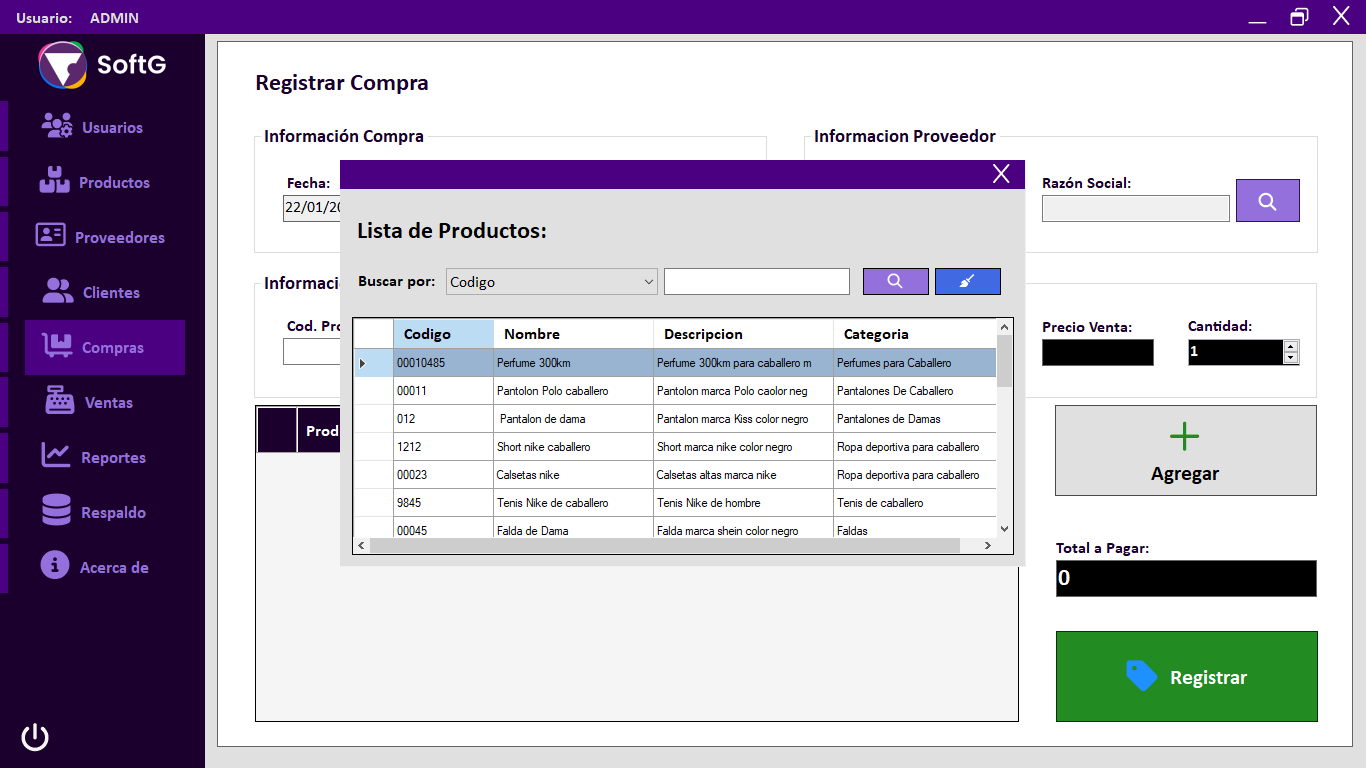 Usuario: ADMIN
SoftG
Usuarios
Productos
Proveedores
Clientes
Compras
Ventas
Reportes
Respaldo
Acerca de
Registrar Compra
Información Compra
Informacion Proveedor
Fecha:
22/01/20
Razón Social:
Lista de Productos:
Buscar por: Codigo
Informaci
Cod. Pro
Precio Venta: Cantidad:
1
Codigo Nombre Descripcion Categoria
00010485 Perfume 300km Perfume 300km para caballero m Perfumes para Caballero
00011 Pantolon Polo caballero Pantolon marca Polo caolor neg Pantalones De Caballero
012 Pantalon de dama Pantalon marca Kiss color negro Pantalones de Damas
1212 Short nike caballero Short marca nike color negro Ropa deportiva para caballero
00023 Calsetas nike Calsetas altas marca nike Ropa deportiva para caballero
9845 Tenis Nike de caballero Tenis Nike de hombre Tenis de caballero
00045 Falda de Dama Falda marca shein color negro Faldas
Prod
Agregar
Total a Pagar:
0
Registrar